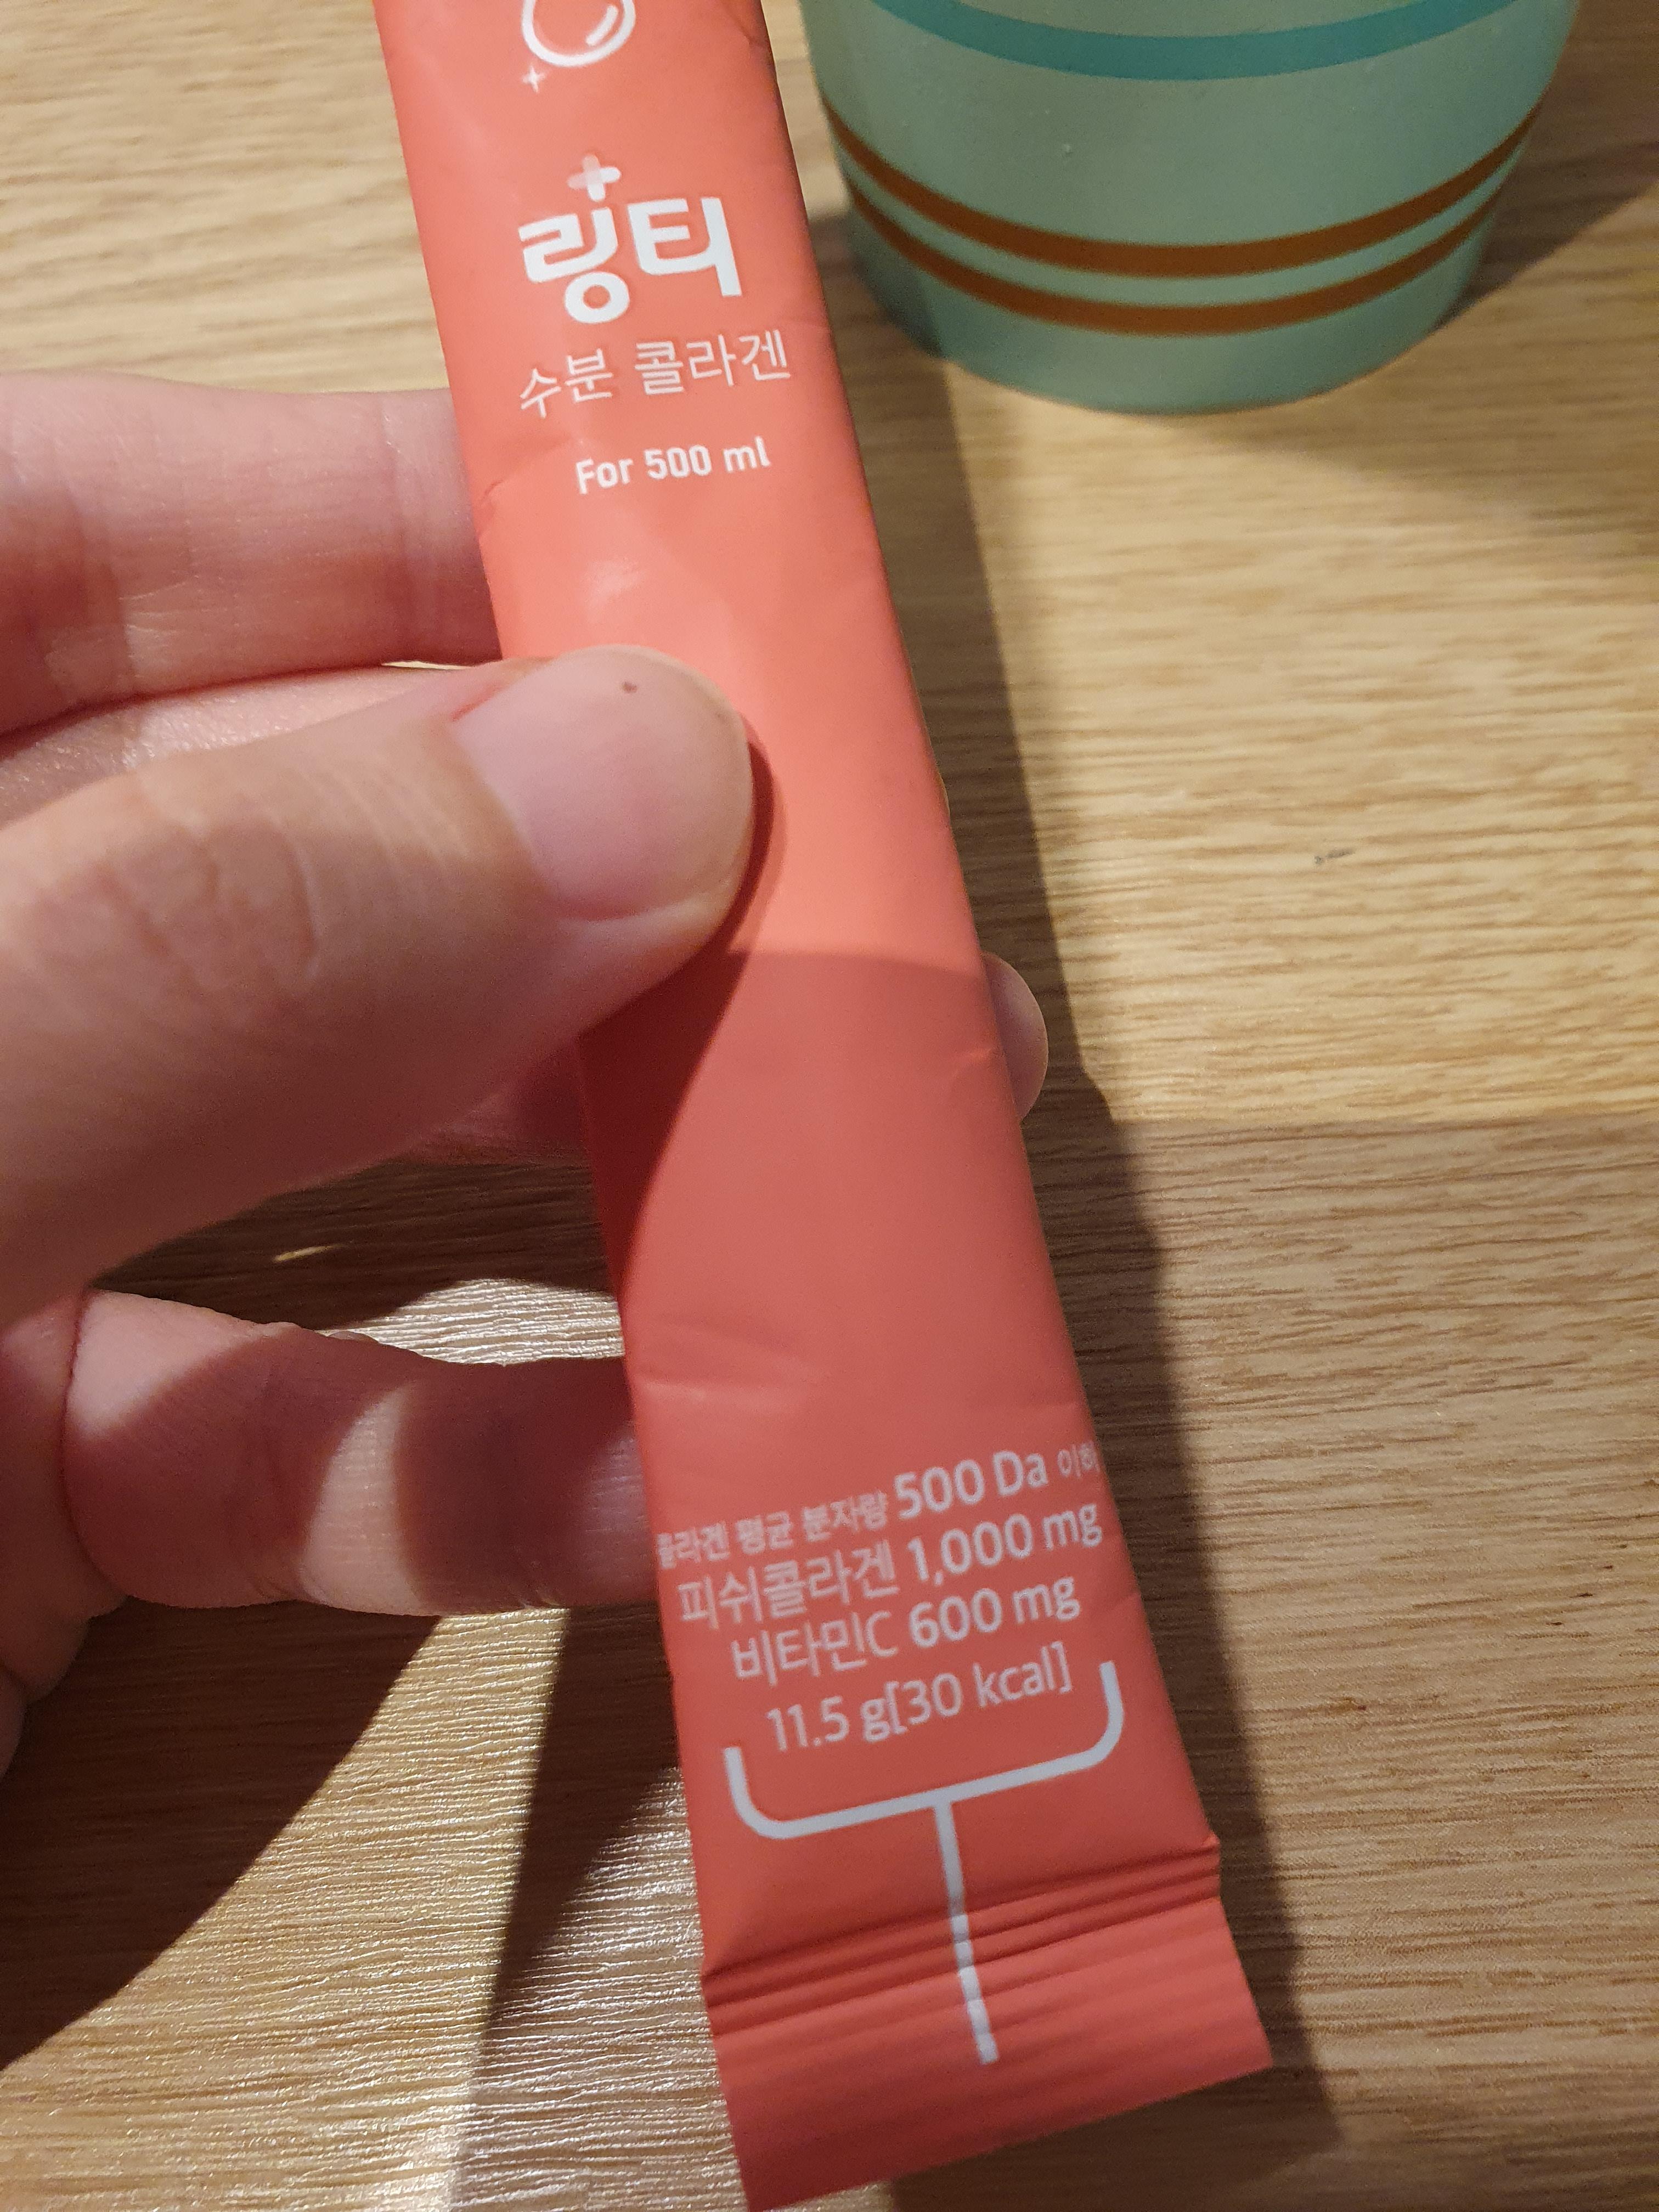 링티
수분 콜라겐
For 500 ml
콜라겐 평균 분자량 500 Da 이하
피쉬콜라겐 1,000 mg
비타민C 600 mg
11.5 g[30 kcal]